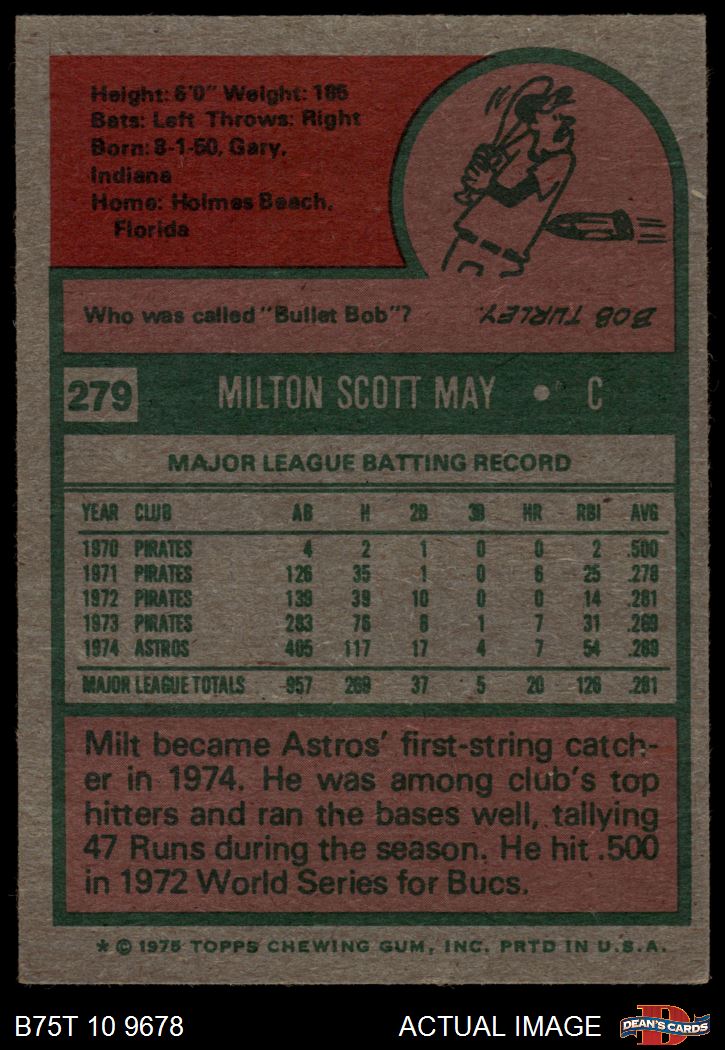 Height: 6'0" Weight: 185
Bats: Left Throws: Right
Born: 8-1-50, Gary,
Indiana
Home: Holmes Beach,
Florida
Who was called "Bullet Bob"?
BOB TURLEY.
279 MILTON SCOTT MAY • C
MAJOR LEAGUE BATTING RECORD
YEAR CLUB AB H 2B 3B HR RBI AVG
1970 PIRATES 4 2 1 0 0 2 .500
1971 PIRATES 126 35 1 0 6 25 .278
1972 PIRATES 139 39 10 0 0 14 .281
1973 PIRATES 283 76 8 1 7 31 .269
1974 ASTROS 405 117 17 4 7 54 .289
MAJOR LEAGUE TOTALS 957 269 37 5 20 126 .281
Milt became Astros' first-string catch-
er in 1974. He was among club's top
hitters and ran the bases well, tallying
47 Runs during the season. He hit .500
in 1972 World Series for Bucs.
* © 1975 TOPPS CHEWING GUM, INC. PRTD IN U.S.A.
B75T 10 9678 ACTUAL IMAGE D DEAN'S CARDS